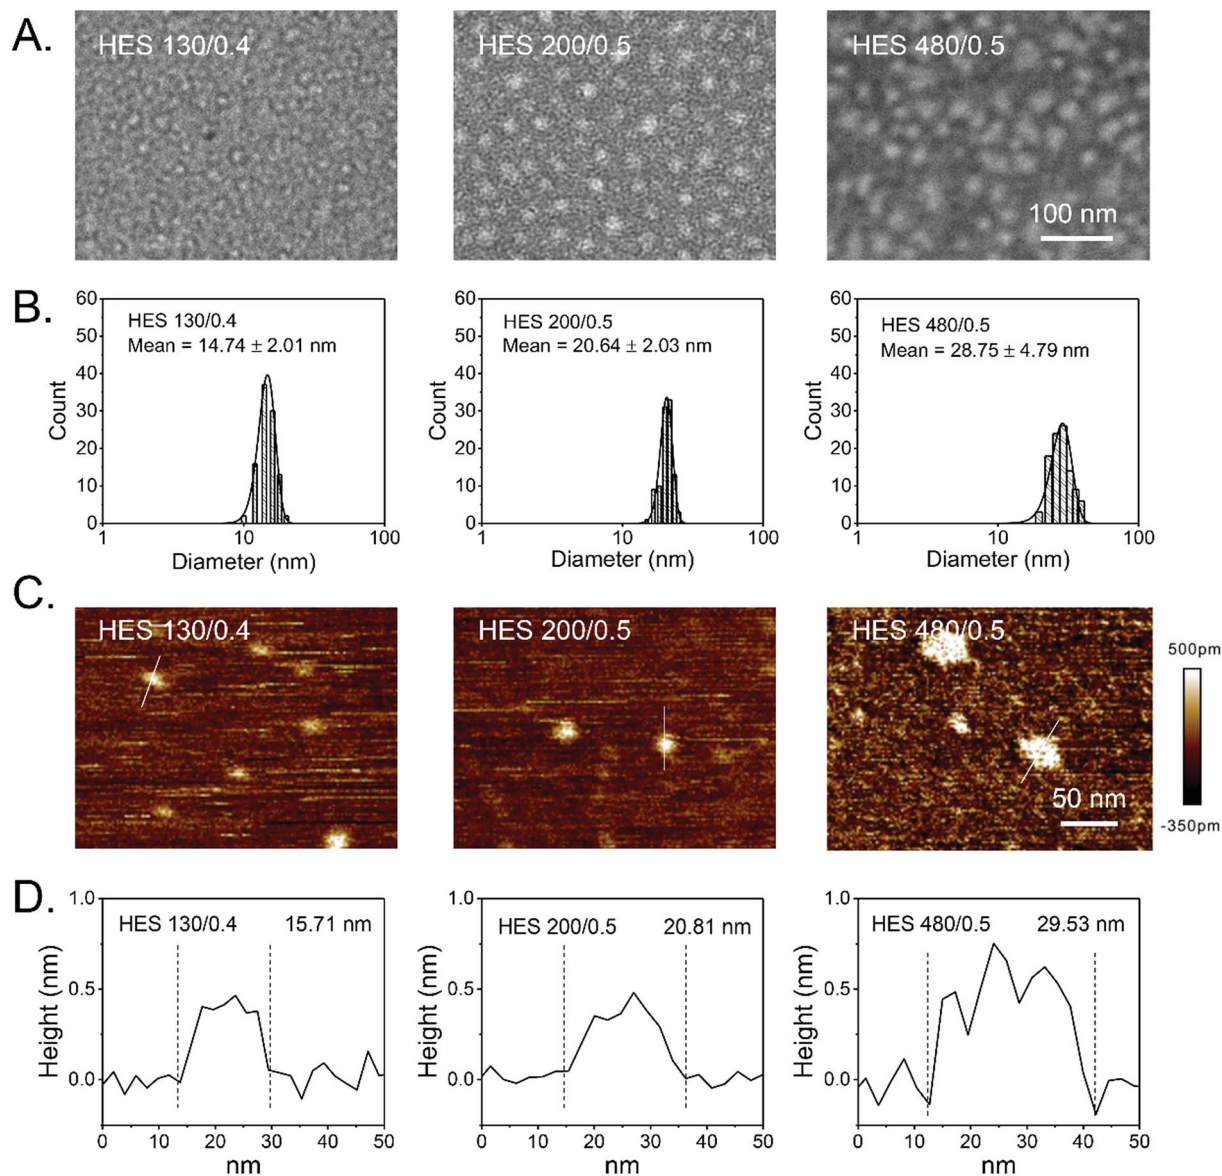 A.
HES 130/0.4
HES 200/0.5
HES 480/0.5
100 nm
B.
60
50
40
30
20
10
0
Count
HES 130/0.4
Mean = 14.74 ± 2.01 nm
1
10
100
Diameter (nm)
60
50
40
30
20
10
0
Count
HES 200/0.5
Mean = 20.64 ± 2.03 nm
1
10
100
Diameter (nm)
60
50
40
30
20
10
0
Count
HES 480/0.5
Mean = 28.75 ± 4.79 nm
1
10
100
Diameter (nm)
C.
HES 130/0.4
HES 200/0.5
HES 480/0.5
50 nm
500pm
-350pm
D.
1.0
0.5
0.0
Height (nm)
HES 130/0.4 15.71 nm
0 10 20 30 40 50
nm
1.0
0.5
0.0
Height (nm)
HES 200/0.5 20.81 nm
0 10 20 30 40 50
nm
1.0
0.5
0.0
Height (nm)
HES 480/0.5 29.53 nm
0 10 20 30 40 50
nm